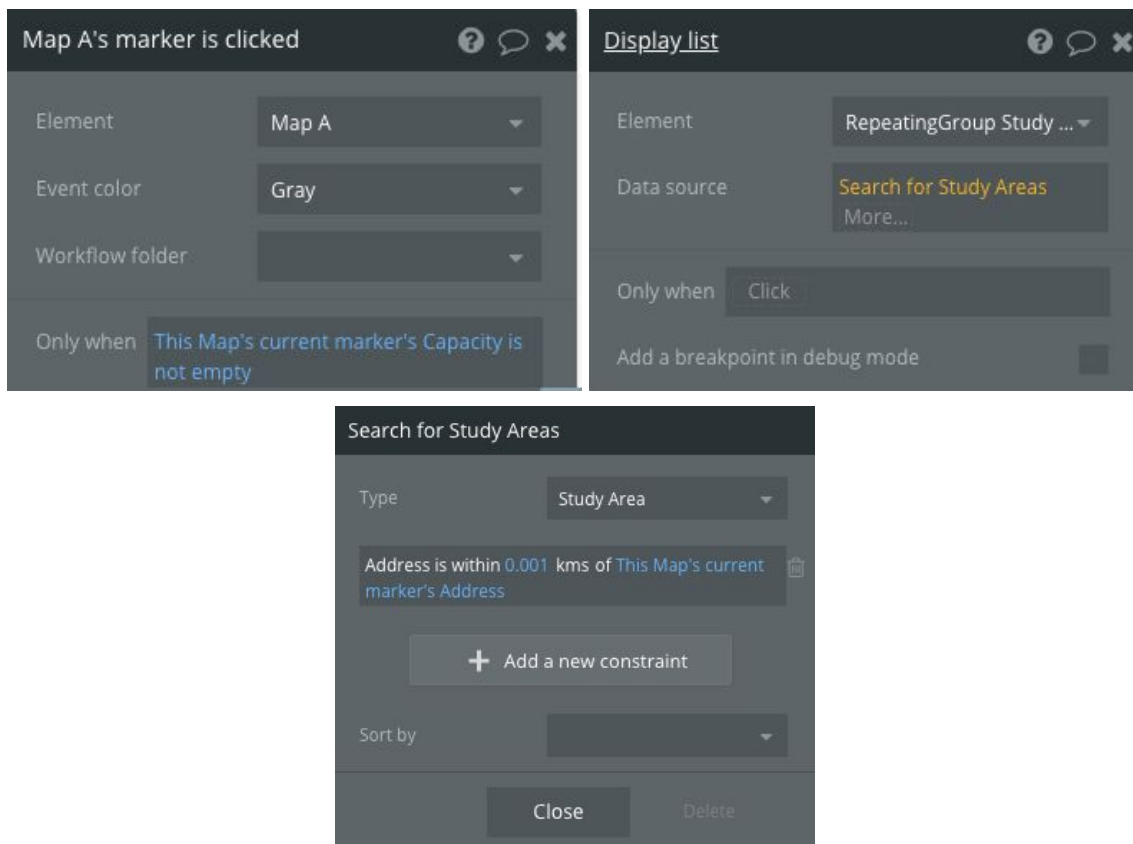 Map A's marker is clicked
Element
Map A
Event color
Gray
Workflow folder
Only when
This Map's current marker's Capacity is
not empty
Display list
Element
RepeatingGroup Study ...
Data source
Search for Study Areas
More...
Only when
Click
Add a breakpoint in debug mode
Search for Study Areas
Type
Study Area
Address is within 0.001 kms of This Map's current
marker's Address
Add a new constraint
Sort by
Close
Delete